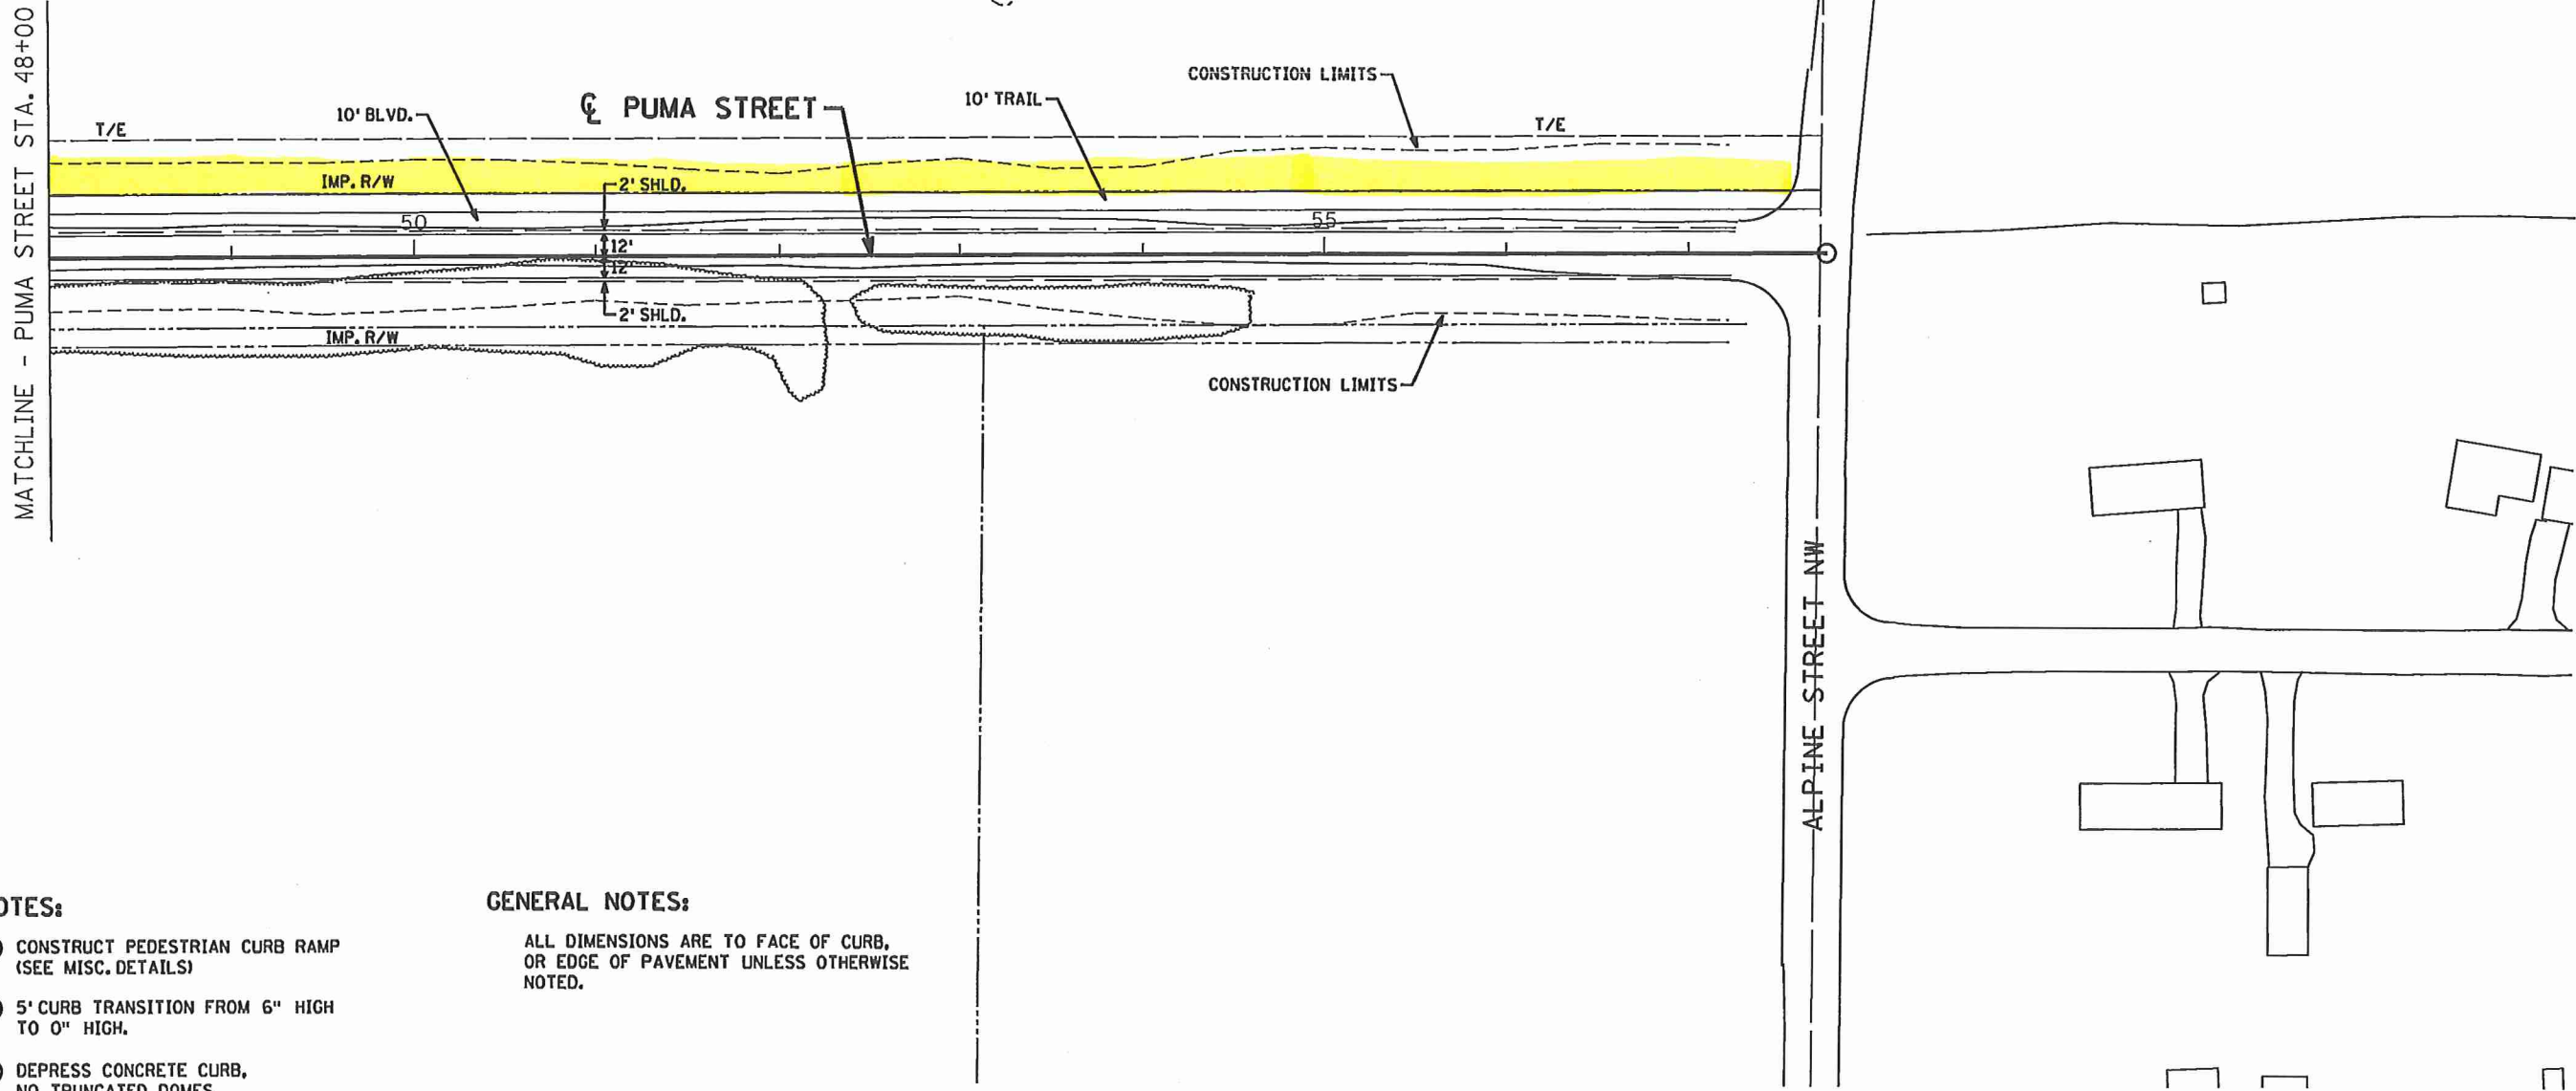 MATCHLINE - PUMA STREET STA. 48+00
CONSTRUCTION LIMITS
℄ PUMA STREET
10' TRAIL
10' BLVD.
T/E
T/E
IMP. R/W
2' SHLD.
50
55
12'
12'
2' SHLD.
IMP. R/W
CONSTRUCTION LIMITS
ALPINE STREET NW
OTES:
CONSTRUCT PEDESTRIAN CURB RAMP
(SEE MISC. DETAILS)
5' CURB TRANSITION FROM 6" HIGH
TO 0" HIGH.
DEPRESS CONCRETE CURB,
NO TRUNCATED DOMES
GENERAL NOTES:
ALL DIMENSIONS ARE TO FACE OF CURB,
OR EDGE OF PAVEMENT UNLESS OTHERWISE
NOTED.